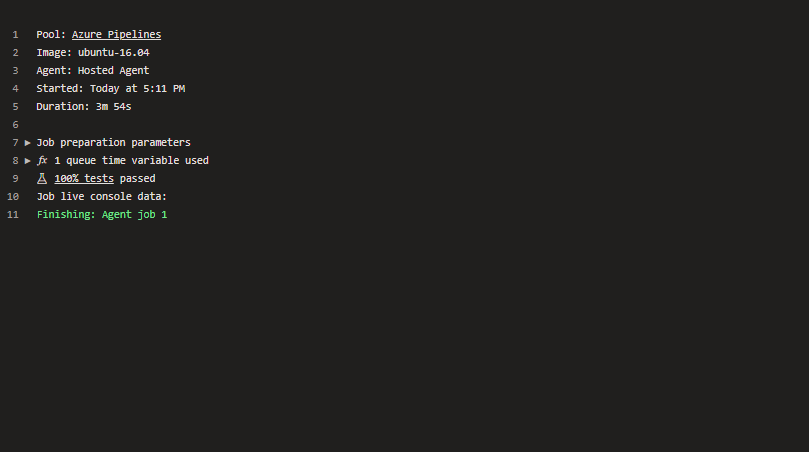 1 Pool: Azure Pipelines
2 Image: ubuntu-16.04
3 Agent: Hosted Agent
4 Started: Today at 5:11 PM
5 Duration: 3m 54s
6
7 ▶ Job preparation parameters
8 ▶ fx 1 queue time variable used
9 100% tests passed
10 Job live console data:
11 Finishing: Agent job 1